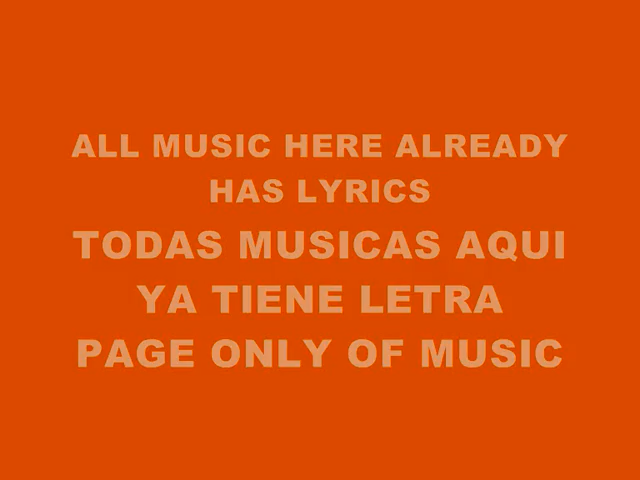 ALL MUSIC HERE ALREADY
HAS LYRICS
TODAS MUSICAS AQUI
YA TIENE LETRA
PAGE ONLY OF MUSIC